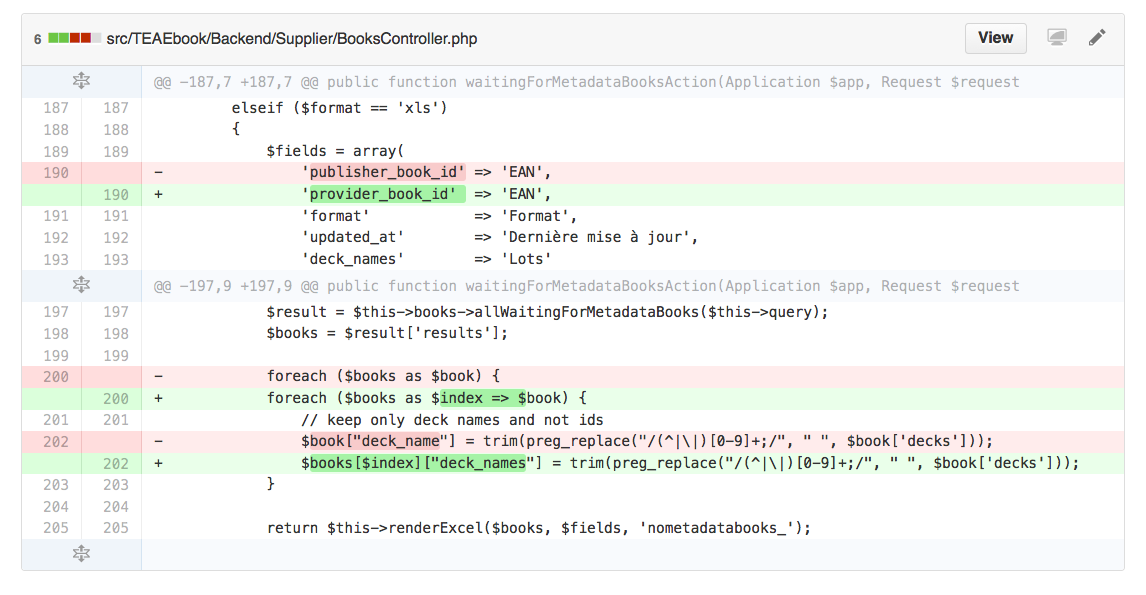 6 src/TEAEbook/Backend/Supplier/BooksController.php View
@@ -187,7 +187,7 @@ public function waitingForMetadataBooksAction(Application $app, Request $request
187 187 elseif ($format == 'xls')
188 188 {
189 189 $fields = array(
190 - 'publisher_book_id' => 'EAN',
190 + 'provider_book_id' => 'EAN',
191 191 'format' => 'Format',
192 192 'updated_at' => 'Dernière mise à jour',
193 193 'deck_names' => 'Lots'
@@ -197,9 +197,9 @@ public function waitingForMetadataBooksAction(Application $app, Request $request
197 197 $result = $this->books->allWaitingForMetadataBooks($this->query);
198 198 $books = $result['results'];
199 199
200 - foreach ($books as $book) {
200 + foreach ($books as $index => $book) {
201 201 // keep only deck names and not ids
202 - $book["deck_name"] = trim(preg_replace("/(^|\|)[0-9]+;/", " ", $book['decks']));
202 + $books[$index]["deck_names"] = trim(preg_replace("/(^|\|)[0-9]+;/", " ", $book['decks']));
203 203 }
204 204
205 205 return $this->renderExcel($books, $fields, 'nometadatabooks_');